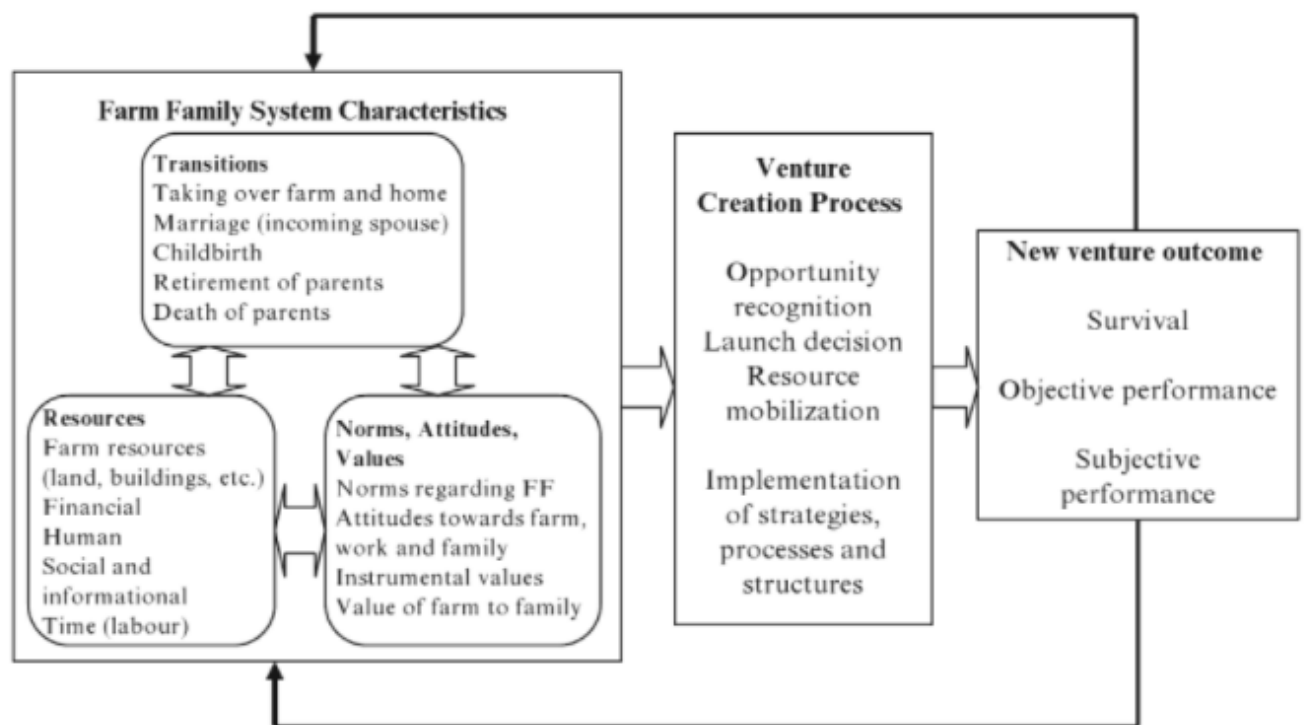 Farm Family System Characteristics
Transitions
Taking over farm and home
Marriage (incoming spouse)
Childbirth
Retirement of parents
Death of parents
Resources
Farm resources
(land, buildings, etc.)
Financial
Human
Social and
informational
Time (labour)
Norms, Attitudes,
Values
Norms regarding FF
Attitudes towards farm,
work and family
Instrumental values
Value of farm to family
Venture
Creation Process
Opportunity
recognition
Launch decision
Resource
mobilization
Implementation
of strategies,
processes and
structures
New venture outcome
Survival
Objective performance
Subjective
performance